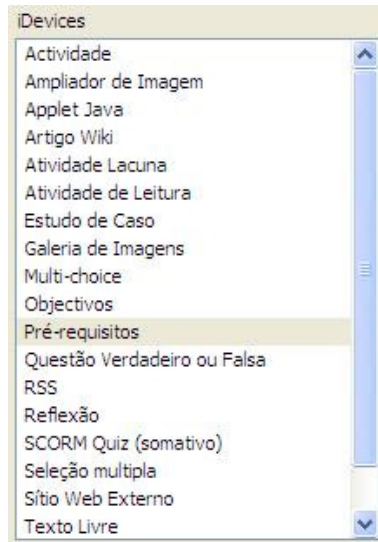 iDevices
Actividade
Ampliador de Imagem
Applet Java
Artigo Wiki
Atividade Lacuna
Atividade de Leitura
Estudo de Caso
Galeria de Imagens
Multi-choice
Objectivos
Pré-requisitos
Questão Verdadeiro ou Falsa
RSS
Reflexão
SCORM Quiz (somativo)
Seleção multipla
Sítio Web Externo
Texto Livre